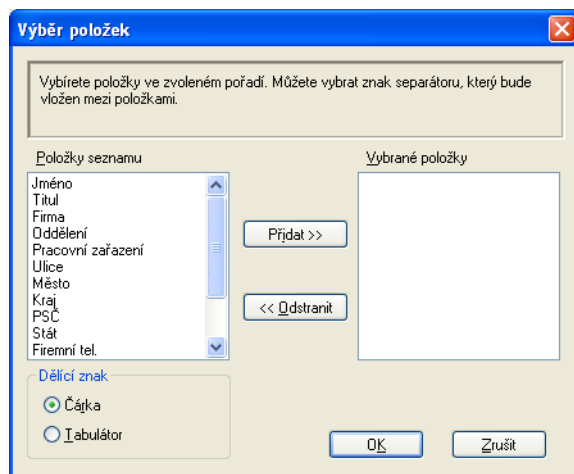 Výběr položek
Vybírete položky ve zvoleném pořadí. Můžete vybrat znak separátoru, který bude
vložen mezi položkami.
Položky seznamu
Jméno
Titul
Firma
Oddělení
Pracovní zařazení
Ulice
Město
Kraj
PSČ
Stát
Firemní tel.
Přidat >>
<< Odstranit
Vybrané položky
Dělící znak
Čárka
Tabulátor
OK
Zrušit